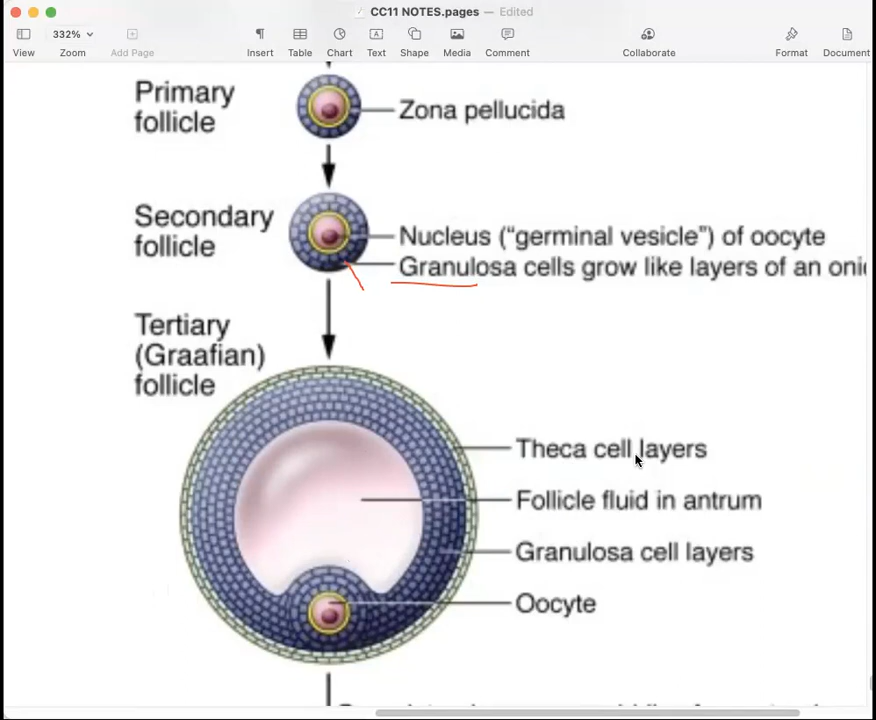 CC11 NOTES.pages — Edited
332%
View
Zoom
Add Page
Insert
Table
Chart
Text
Shape
Media
Comment
Collaborate
Format
Document
Primary
follicle
Zona pellucida
Secondary
follicle
Nucleus (“germinal vesicle”) of oocyte
Granulosa cells grow like layers of an
Tertiary
(Graafian)
follicle
Theca cell layers
Follicle fluid in antrum
Granulosa cell layers
Oocyte